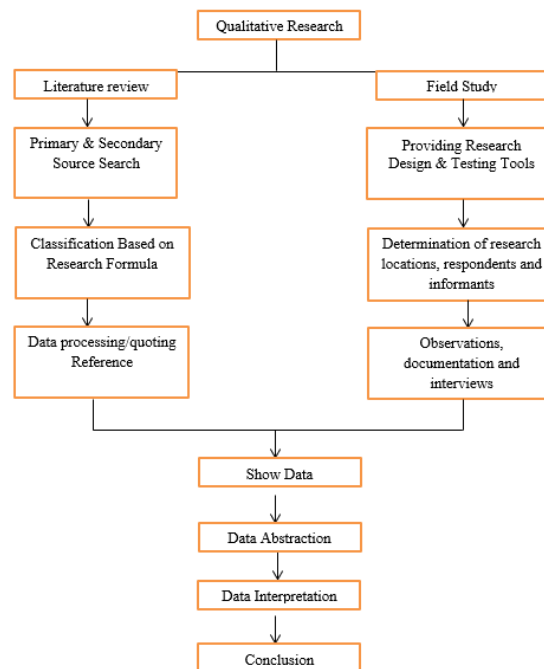 Qualitative Research
Literature review
Field Study
Primary & Secondary
Source Search
Providing Research
Design & Testing Tools
Classification Based on
Research Formula
Determination of research
locations, respondents and
informants
Data processing/quoting
Reference
Observations,
documentation and
interviews
Show Data
Data Abstraction
Data Interpretation
Conclusion